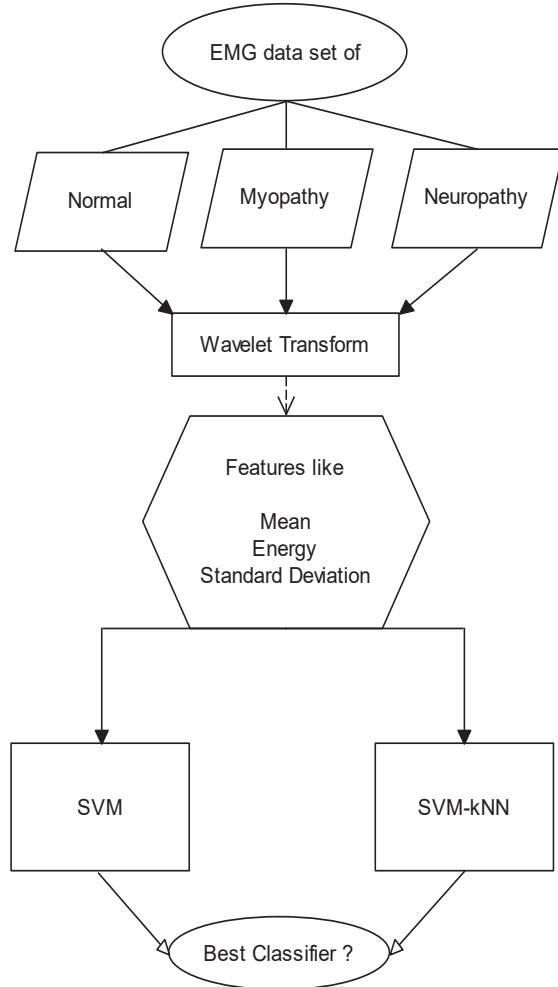 EMG data set of
Normal
Myopathy
Neuropathy
Wavelet Transform
Features like
Mean
Energy
Standard Deviation
SVM
SVM-kNN
Best Classifier ?